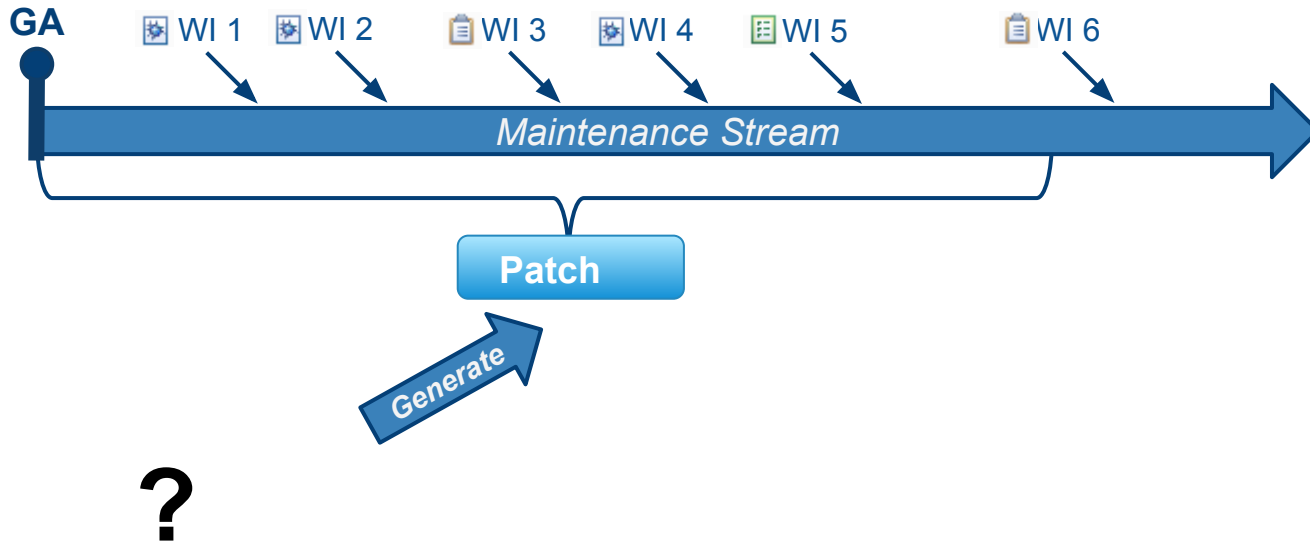 GA
WI 1
WI 2
WI 3
WI 4
WI 5
WI 6
Maintenance Stream
Patch
Generate
?